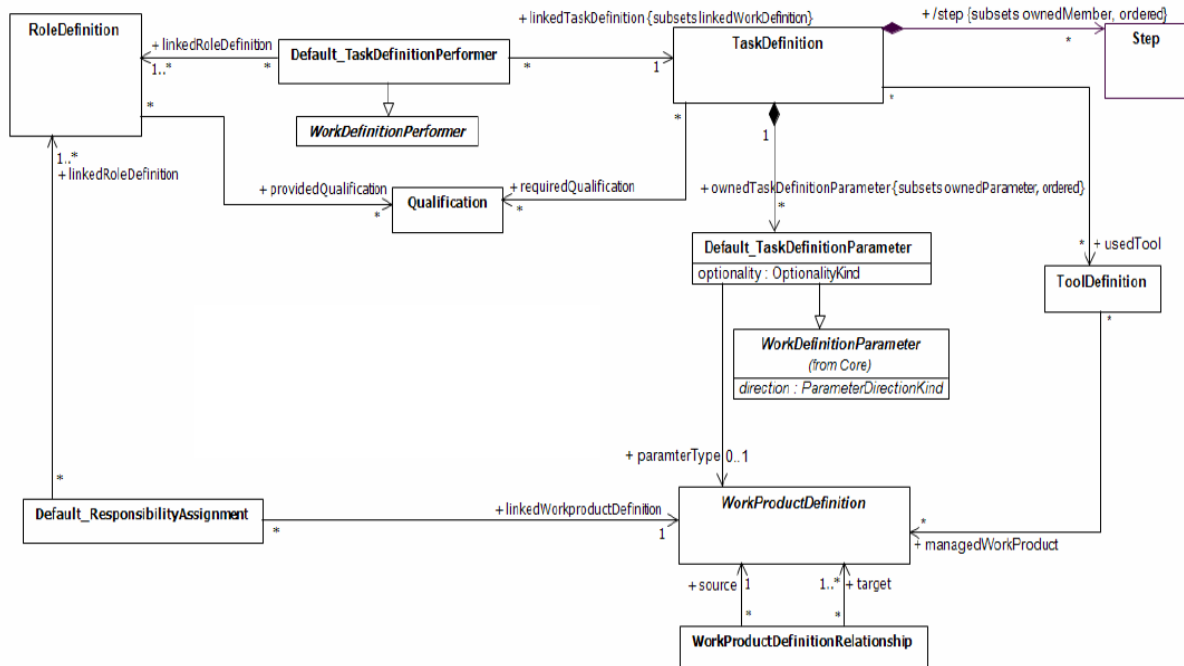 + linkedTaskDefinition {subsets linkedWorkDefinition}
+ /step {subsets ownedMember, ordered}
RoleDefinition
TaskDefinition
Step
+ linkedRoleDefinition
Default_TaskDefinitionPerformer
1..*
*
*
1
*
*
*
*
WorkDefinitionPerformer
1
1..*
+ linkedRoleDefinition
+ providedQualification
+ requiredQualification
Qualification
*
*
+ ownedTaskDefinitionParameter {subsets ownedParameter, ordered}
*
Default_TaskDefinitionParameter
optionality : OptionalityKind
* + usedTool
ToolDefinition
*
WorkDefinitionParameter
(from Core)
direction : ParameterDirectionKind
+ paramterType 0..1
*
Default_ResponsibilityAssignment
*
+ linkedWorkproductDefinition
1
WorkProductDefinition
*
+ managedWorkProduct
+ source 1
1..* + target
*
*
WorkProductDefinitionRelationship